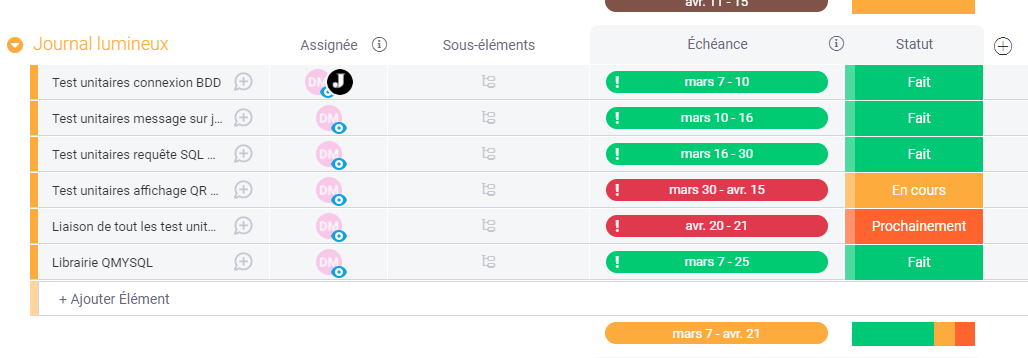 avr. 11 - 15
Journal lumineux Assignée Sous-éléments Échéance Statut
Test unitaires connexion BDD DM J ! mars 7 - 10 Fait
Test unitaires message sur j... DM ! mars 10 - 16 Fait
Test unitaires requête SQL ... DM ! mars 16 - 30 Fait
Test unitaires affichage QR ... DM ! mars 30 - avr. 15 En cours
Liaison de tout les test unit... DM ! avr. 20 - 21 Prochainement
Librairie QMYSQL DM ! mars 7 - 25 Fait
+ Ajouter Élément
mars 7 - avr. 21